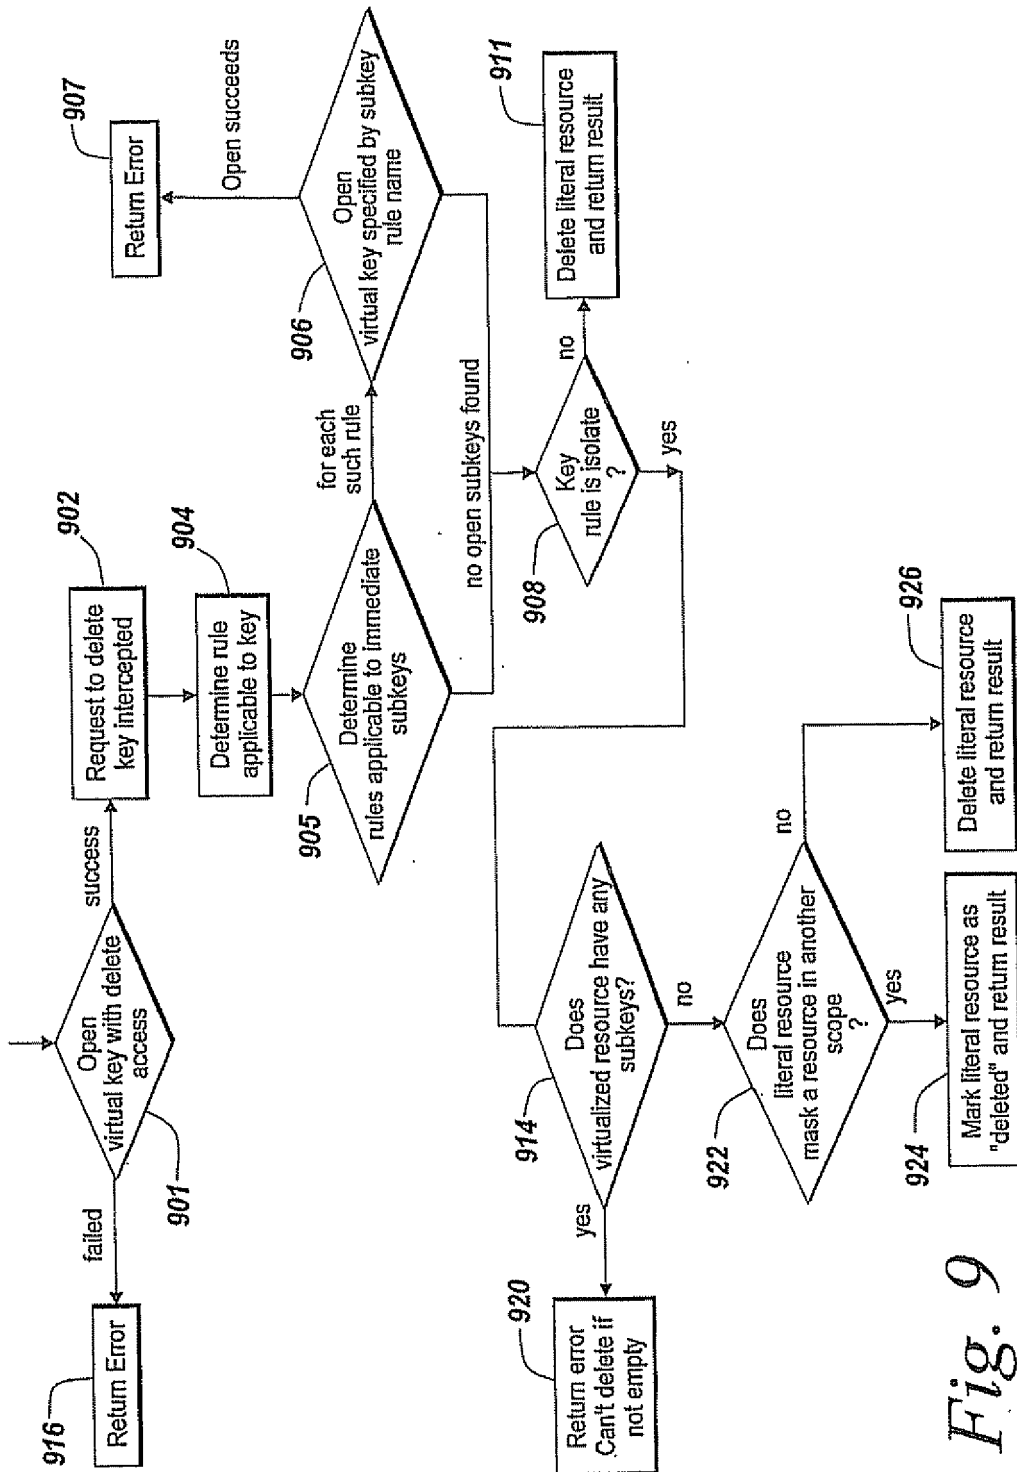 Open
virtual key with delete
access
901
failed
916
Return Error
success
902
Request to delete
key intercepted
904
Determine rule
applicable to key
905
Determine
rules applicable to immediate
subkeys
for each
such rule
906
Open
virtual key specified by subkey
rule name
Open succeeds
907
Return Error
no open subkeys found
908
Key
rule is isolate
?
no
911
Delete literal resource
and return result
yes
914
Does
virtualized resource have any
subkeys?
yes
920
Return error
Can't delete if
not empty
no
922
Does
literal resource
mask a resource in another
scope
?
yes
924
Mark literal resource as
"deleted" and return result
no
926
Delete literal resource
and return result
Fig. 9